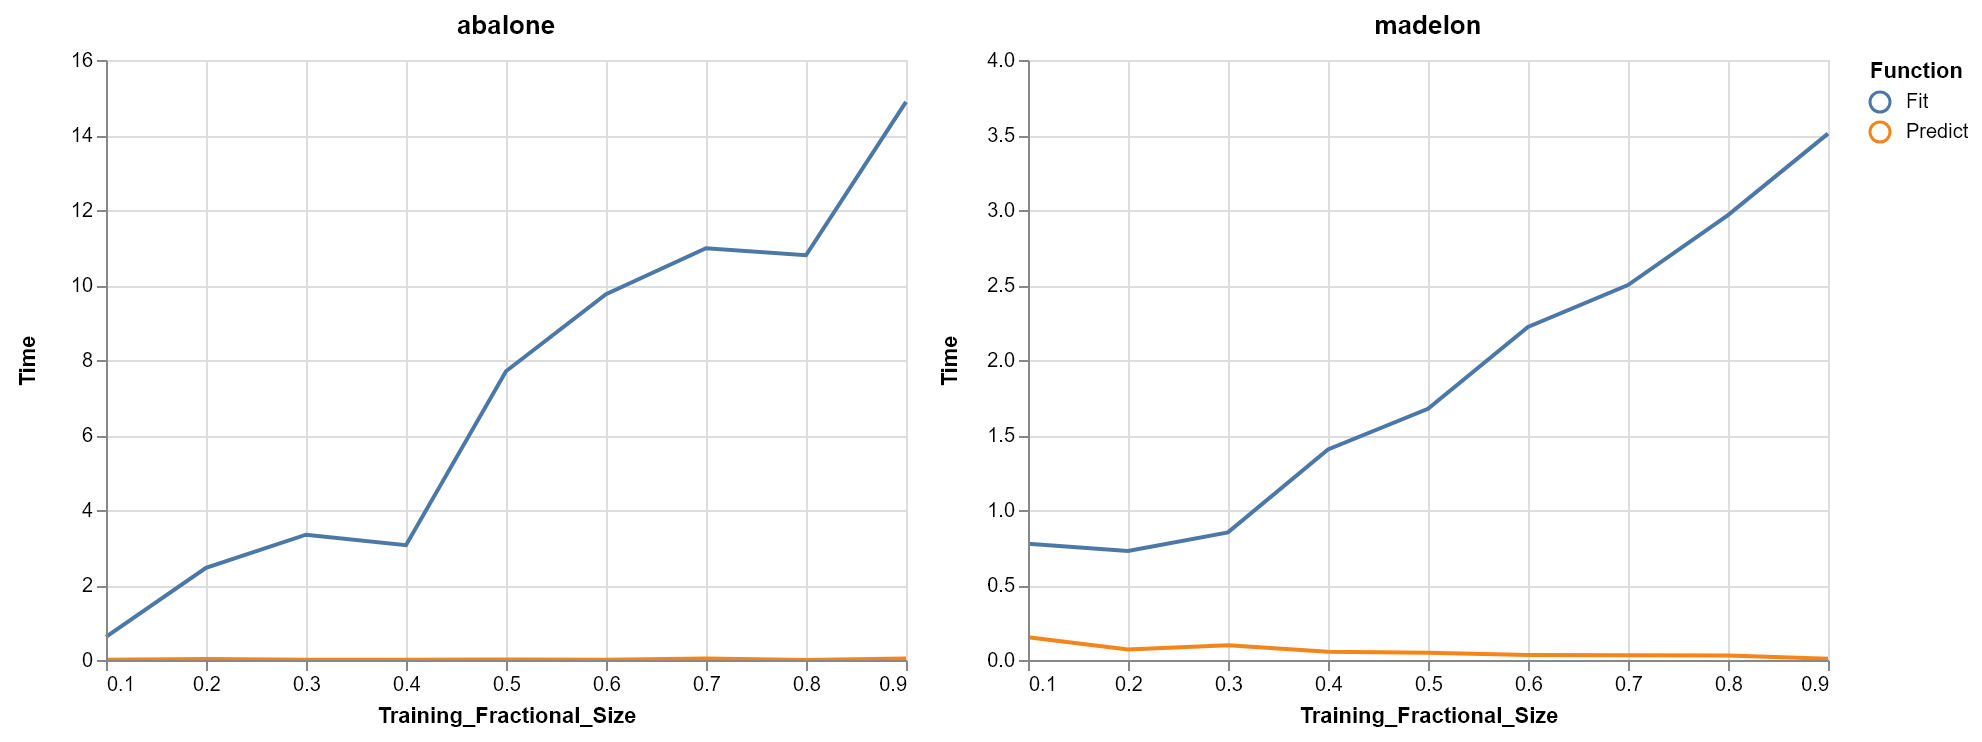 abalone
16
14
12
10
8
6
4
2
0
Time
0.1 0.2 0.3 0.4 0.5 0.6 0.7 0.8 0.9
Training_Fractional_Size
madelon
4.0
3.5
3.0
2.5
2.0
1.5
1.0
0.5
0.0
Time
0.1 0.2 0.3 0.4 0.5 0.6 0.7 0.8 0.9
Training_Fractional_Size
Function
Fit
Predict